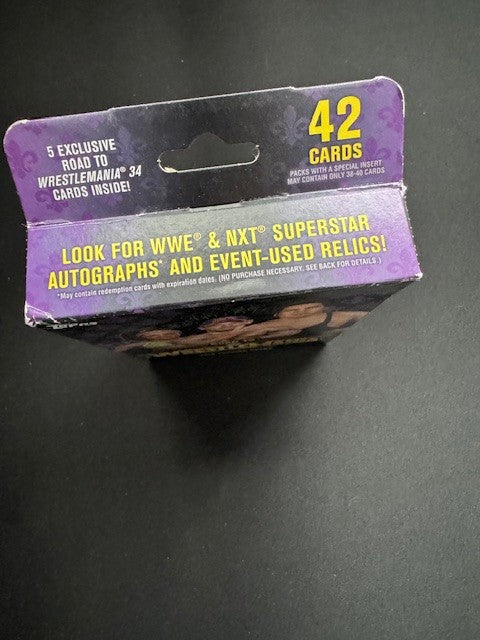 5 EXCLUSIVE
ROAD TO
WRESTLEMANIA® 34
CARDS INSIDE!
42
CARDS
PACKS WITH A SPECIAL INSERT
MAY CONTAIN ONLY 38-40 CARDS
LOOK FOR WWE® & NXT® SUPERSTAR
AUTOGRAPHS* AND EVENT-USED RELICS!
*May contain redemption cards with expiration dates. (NO PURCHASE NECESSARY. SEE BACK FOR DETAILS.)